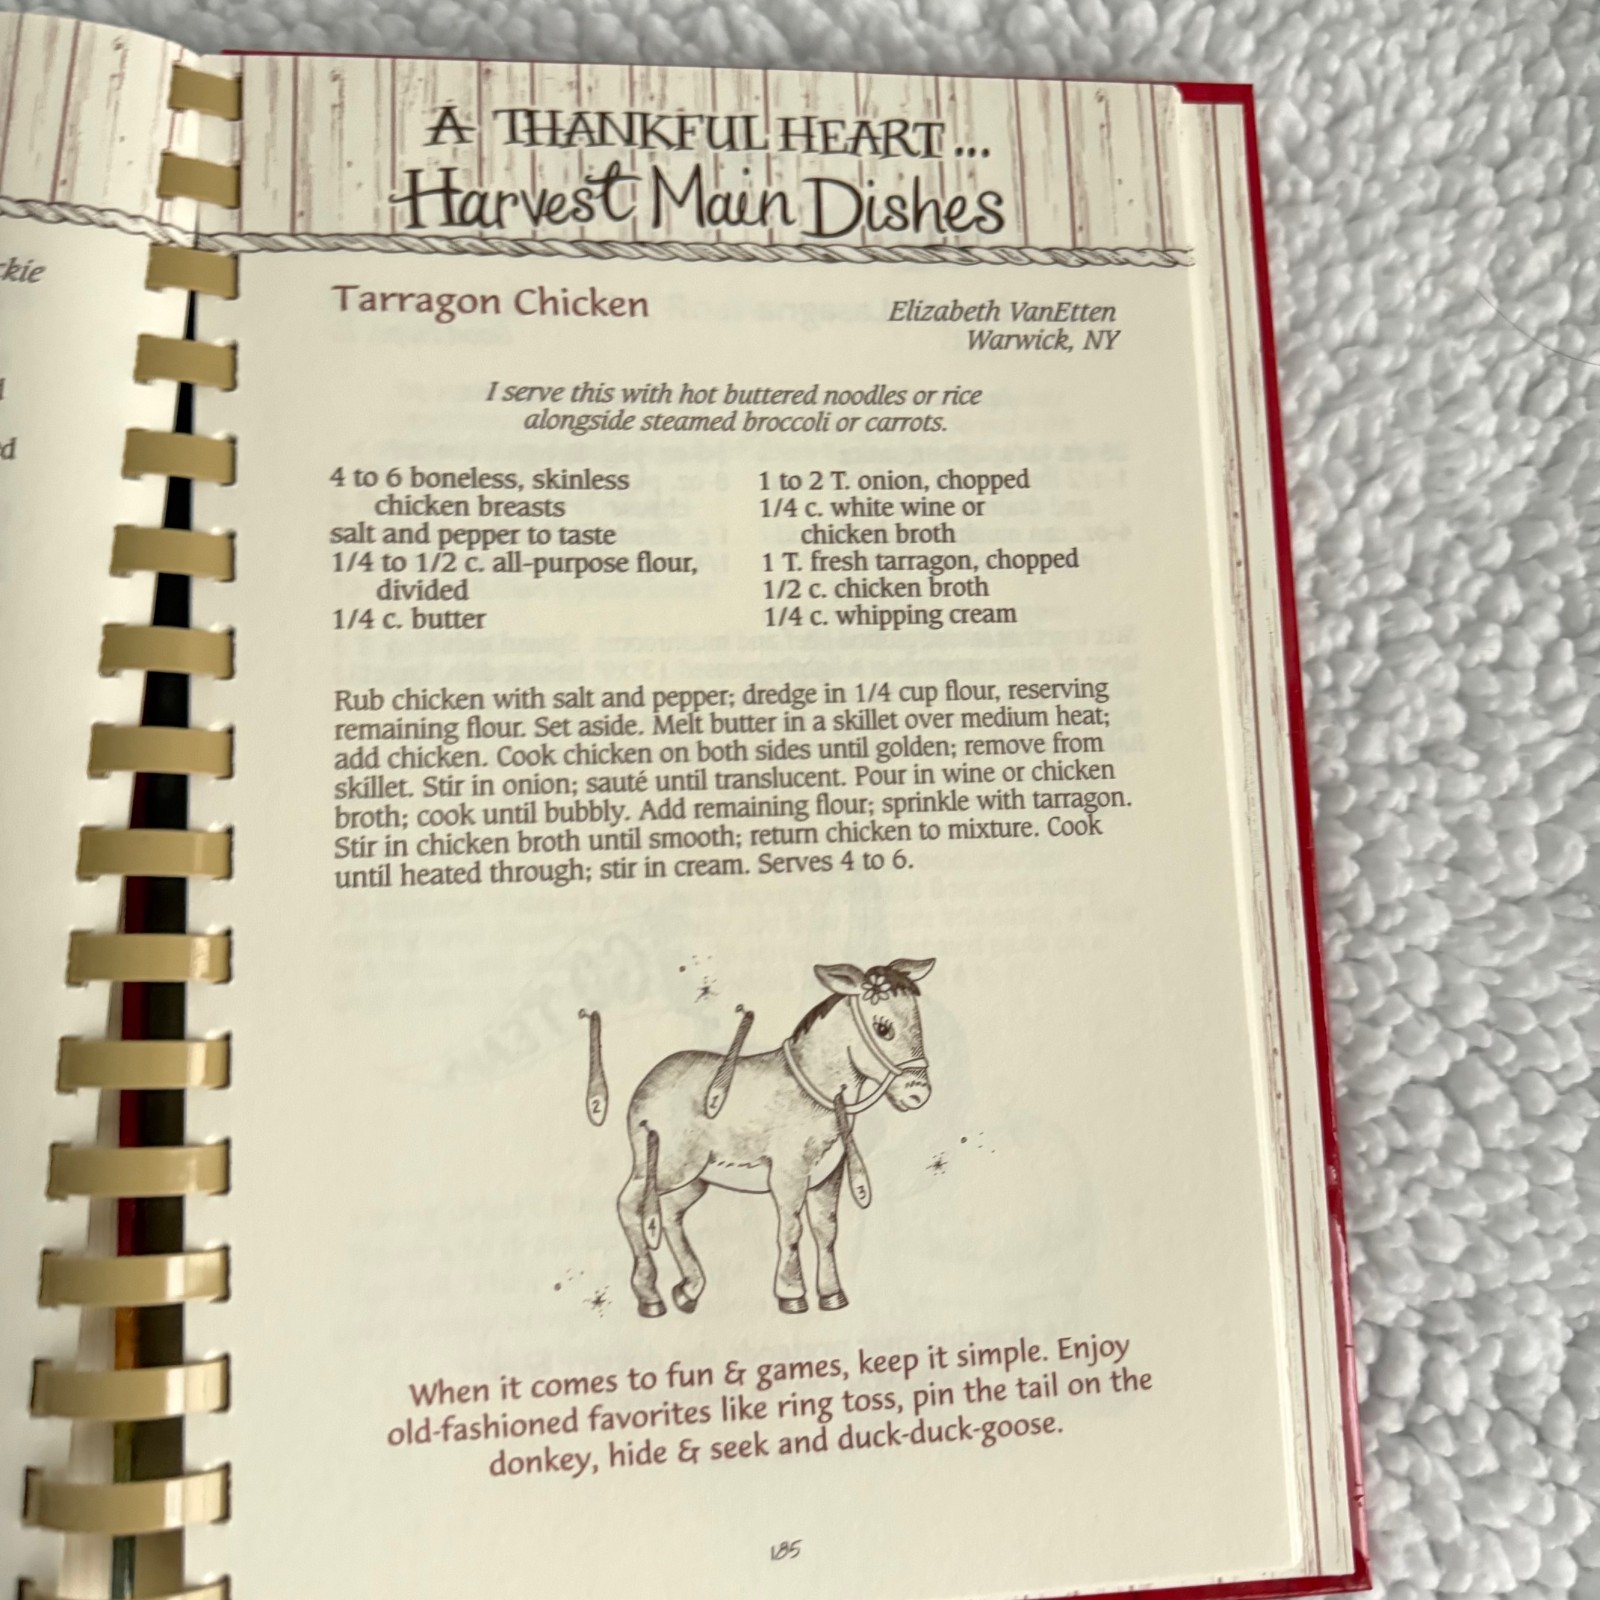 kie
d
A THANKFUL HEART...
Harvest Main Dishes
Tarragon Chicken
Elizabeth VanEtten
Warwick, NY
I serve this with hot buttered noodles or rice
alongside steamed broccoli or carrots.
4 to 6 boneless, skinless
chicken breasts
salt and pepper to taste
1/4 to 1/2 c. all-purpose flour,
divided
1/4 c. butter
1 to 2 T. onion, chopped
1/4 c. white wine or
chicken broth
1 T. fresh tarragon, chopped
1/2 c. chicken broth
1/4 c. whipping cream
Rub chicken with salt and pepper; dredge in 1/4 cup flour, reserving
remaining flour. Set aside. Melt butter in a skillet over medium heat;
add chicken. Cook chicken on both sides until golden; remove from
skillet. Stir in onion; sauté until translucent. Pour in wine or chicken
broth; cook until bubbly. Add remaining flour; sprinkle with tarragon.
Stir in chicken broth until smooth; return chicken to mixture. Cook
until heated through; stir in cream. Serves 4 to 6.
2
1
3
4
When it comes to fun & games, keep it simple. Enjoy
old-fashioned favorites like ring toss, pin the tail on the
donkey, hide & seek and duck-duck-goose.
185